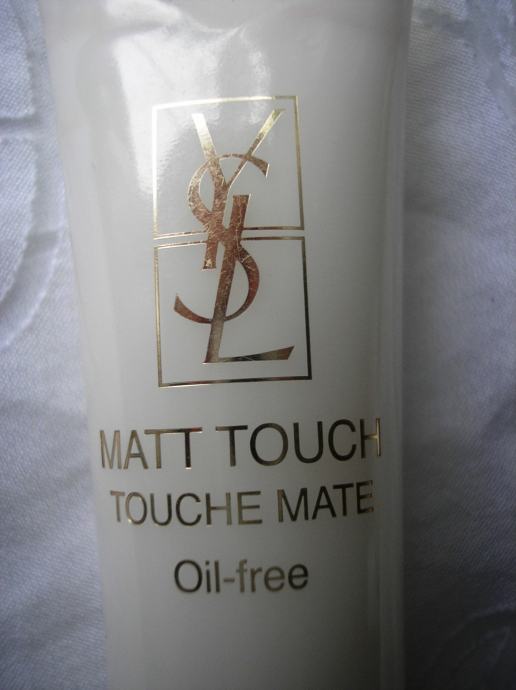 YSL
MATT TOUCH
TOUCHE MATE
Oil-free